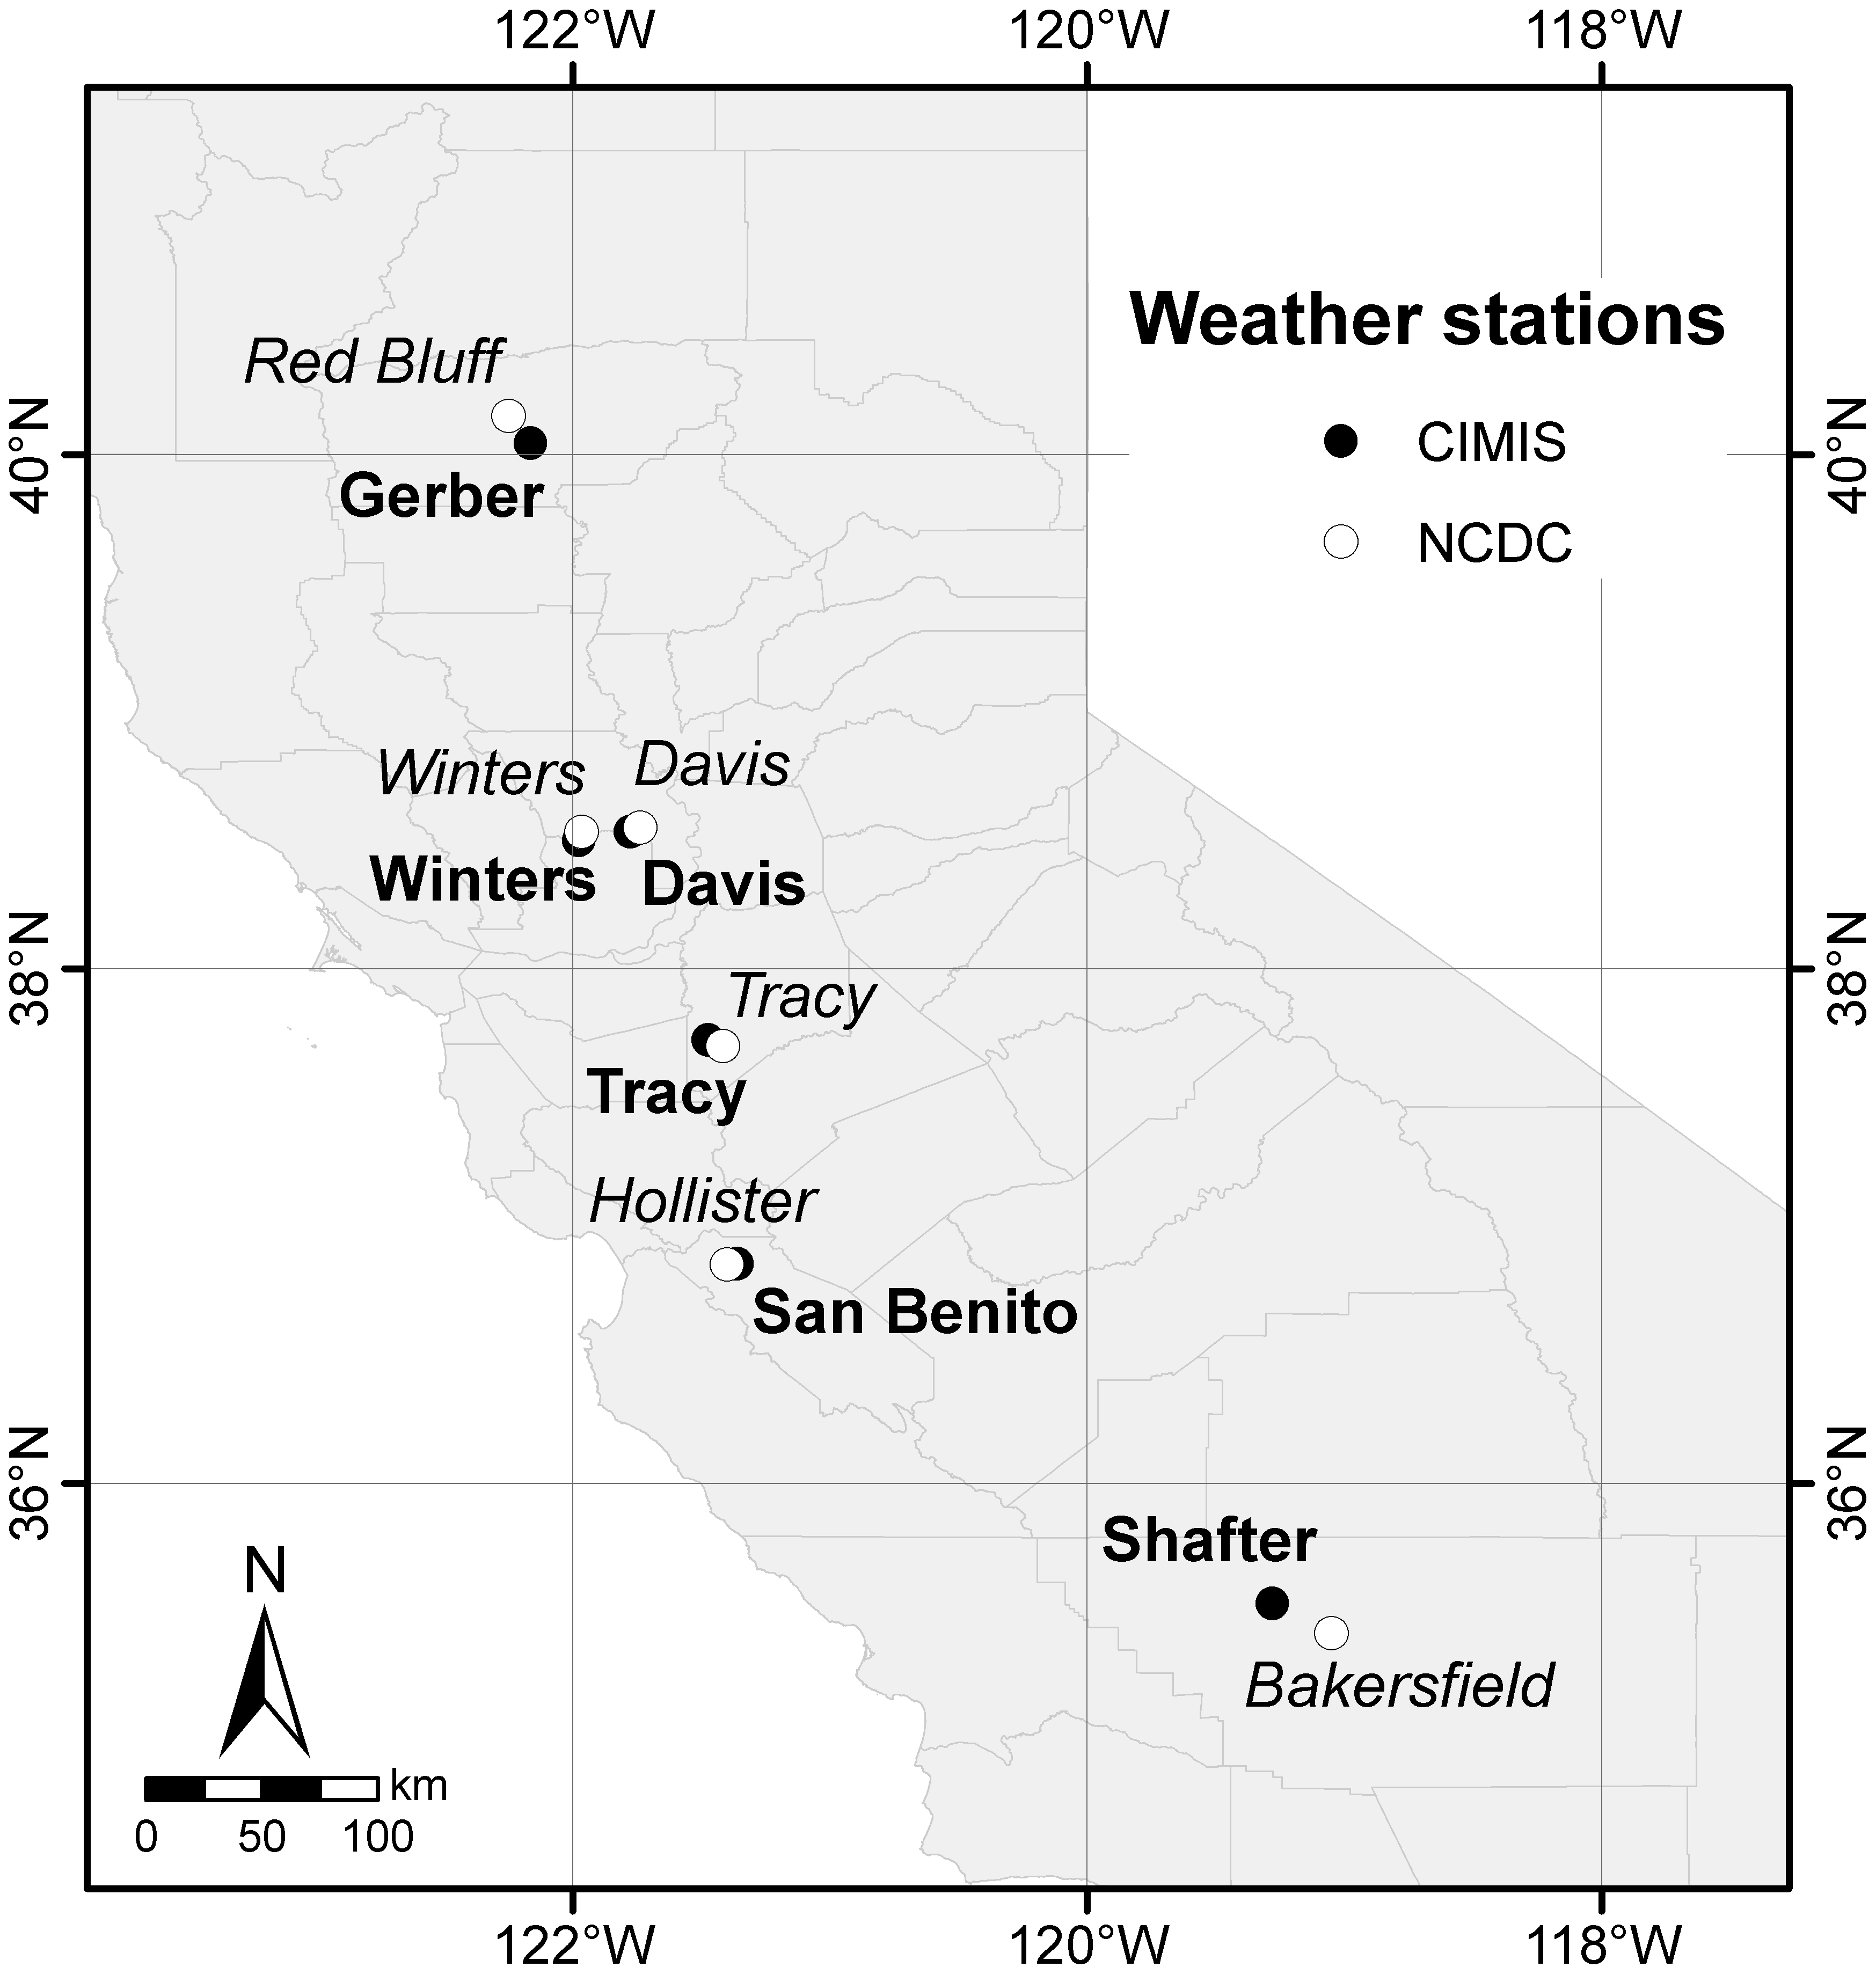 122°W 120°W 118°W
Weather stations
CIMIS
NCDC
Red Bluff
Gerber
40°N
40°N
Winters
Davis
Winters
Davis
38°N
38°N
Tracy
Tracy
Hollister
San Benito
36°N
36°N
Shafter
Bakersfield
N
km
0 50 100
122°W 120°W 118°W